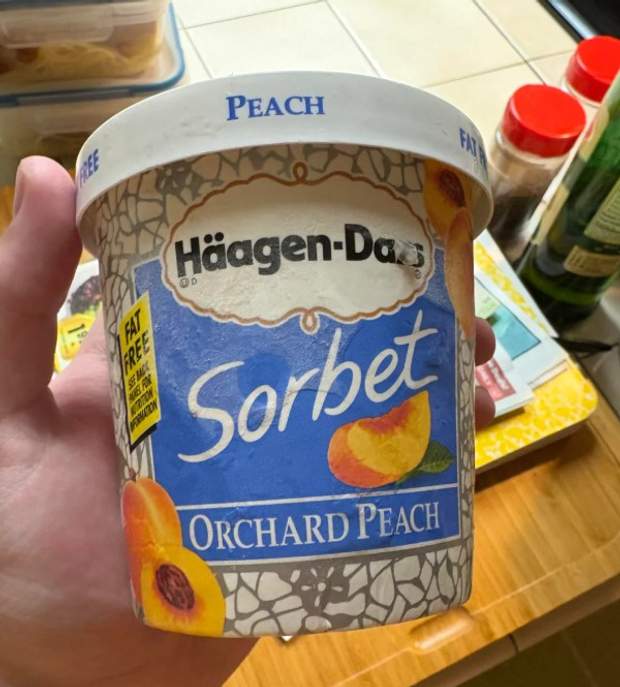 PEACH
FREE
FAT
Häagen-Dazs
FAT
FREE
SEE BACK
PANEL FOR
NUTRITION
INFORMATION
Sorbet
ORCHARD PEACH